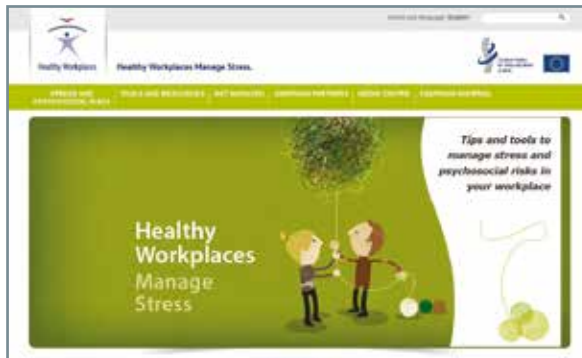 Healthy Workplaces
Healthy Workplaces Manage Stress.
STRESS AND
PSYCHOSOCIAL RISKS
TOOLS AND RESOURCES
GET INVOLVED
CAMPAIGN PARTNERS
MEDIA CENTRE
CAMPAIGN MATERIAL
Healthy
Workplaces
Manage
Stress
Tips and tools to
manage stress and
psychosocial risks in
your workplace